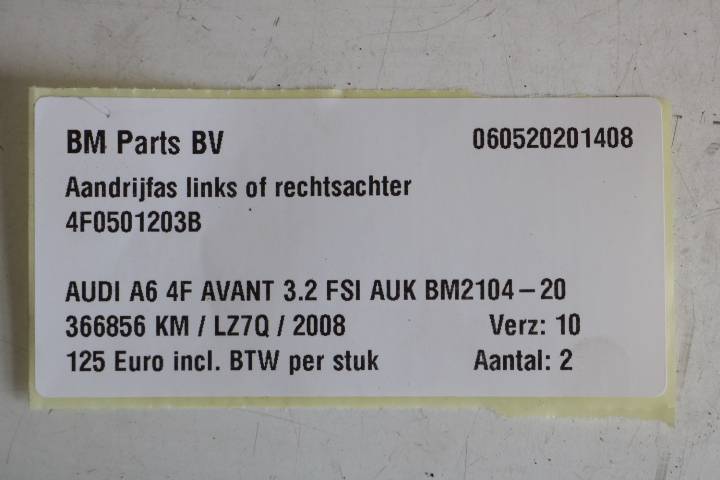 BM Parts BV 060520201408
Aandrijfas links of rechtsachter
4F0501203B
AUDI A6 4F AVANT 3.2 FSI AUK BM2104-20
366856 KM / LZ7Q / 2008 Verz: 10
125 Euro incl. BTW per stuk Aantal: 2